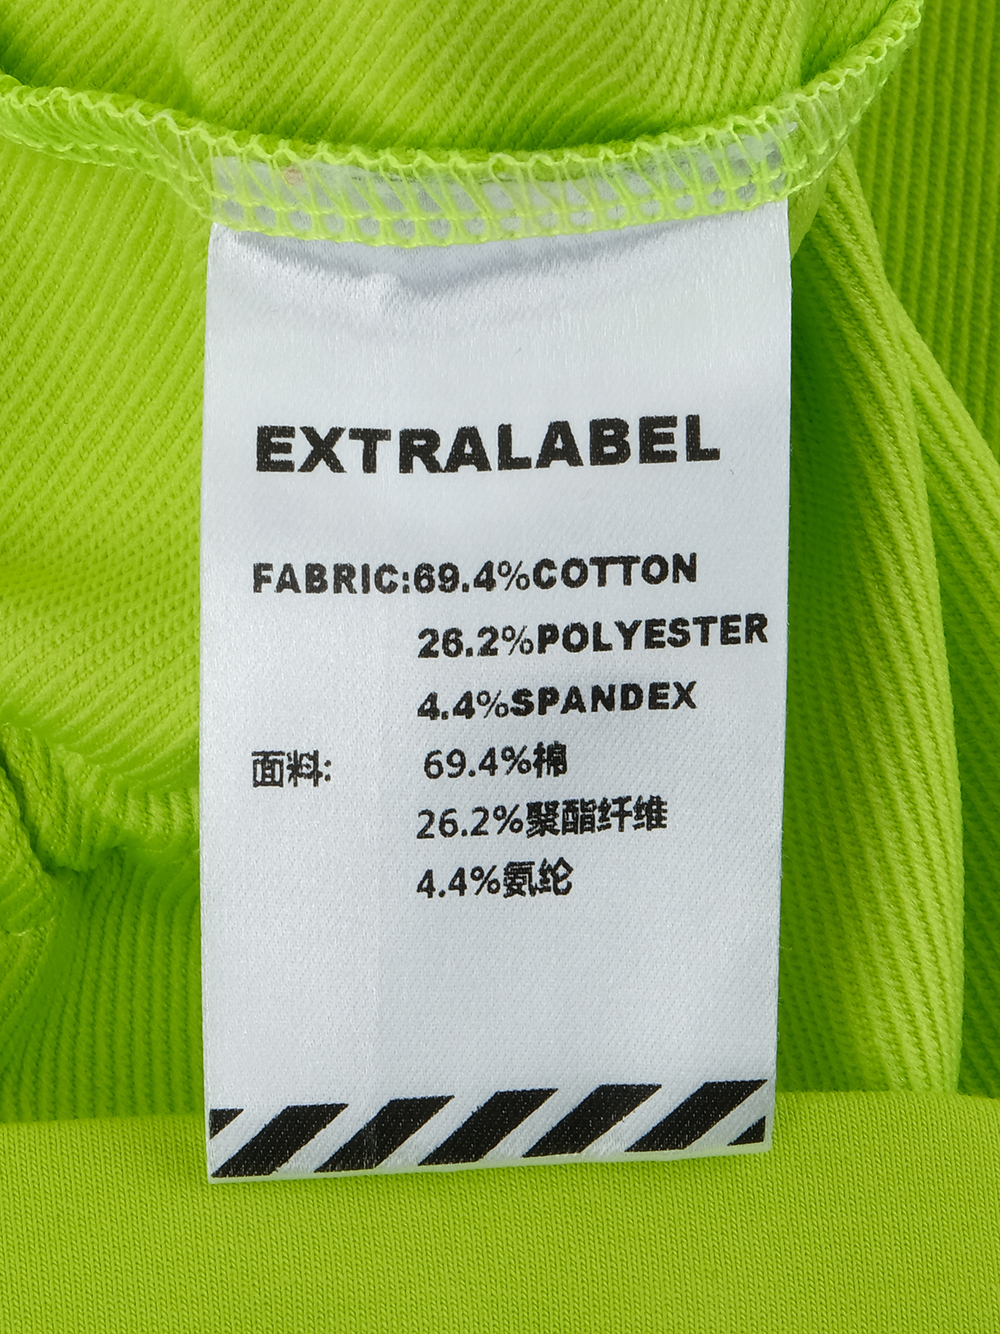 EXTRALABEL
FABRIC:69.4%COTTON
26.2%POLYESTER
4.4%SPANDEX
面料: 69.4%棉
26.2%聚酯纤维
4.4%氨纶